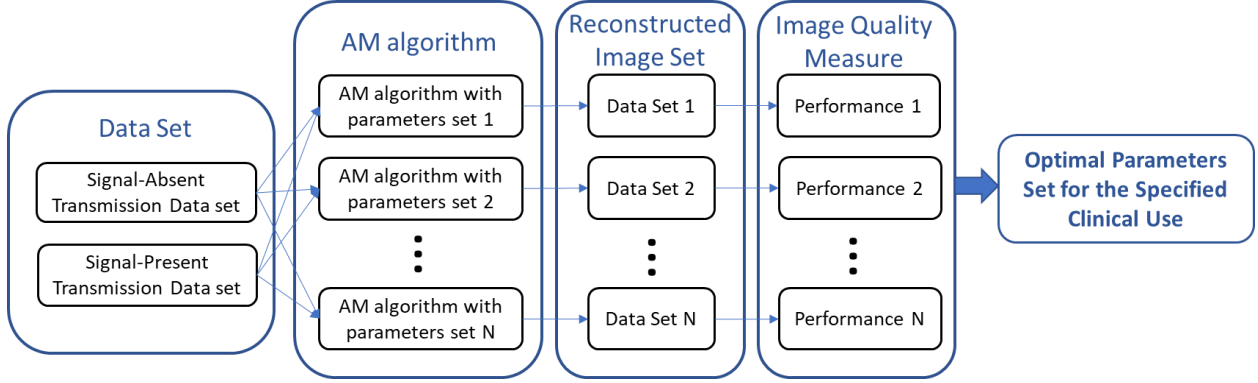 Data Set
Signal-Absent
Transmission Data set
Signal-Present
Transmission Data set
AM algorithm
AM algorithm with
parameters set 1
AM algorithm with
parameters set 2
AM algorithm with
parameters set N
Reconstructed
Image Set
Data Set 1
Data Set 2
Data Set N
Image Quality
Measure
Performance 1
Performance 2
Performance N
Optimal Parameters
Set for the Specified
Clinical Use